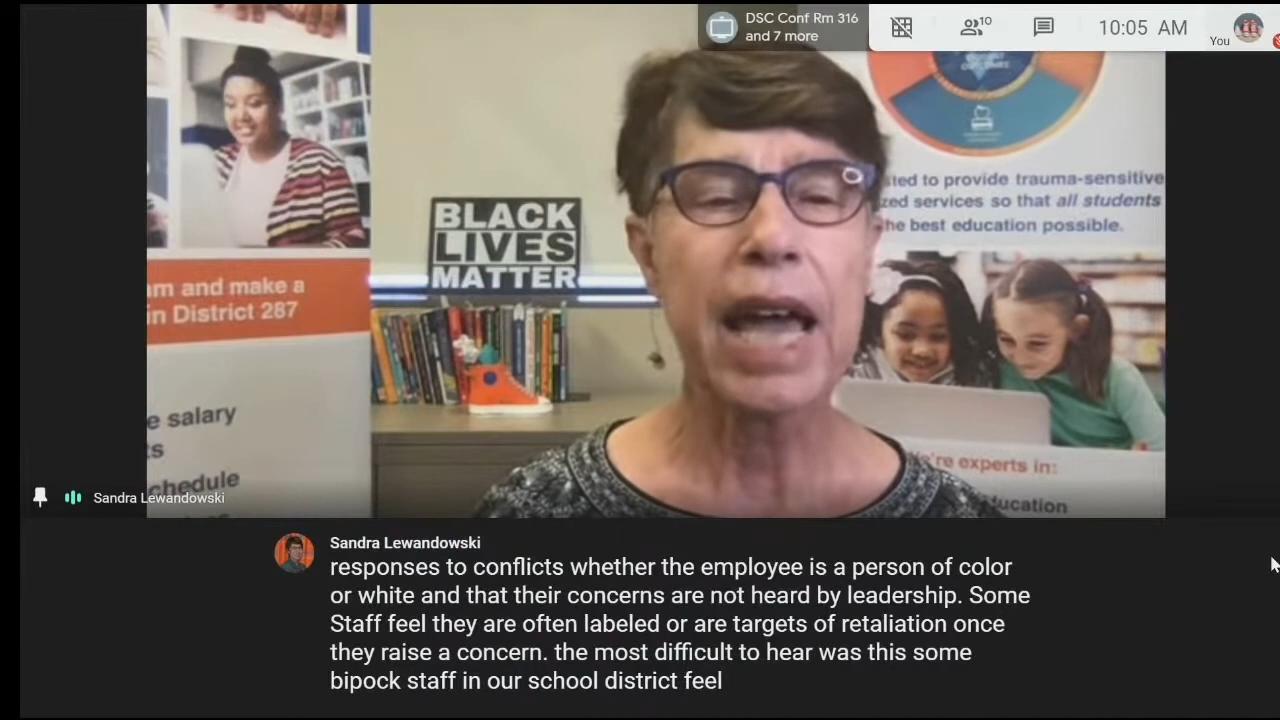 DSC Conf Rm 316
and 7 more
10
10:05 AM
You
BLACK
LIVES
MATTER
am and make a
in District 287
e salary
ts
chedule
OUTCOMES
sted to provide trauma-sensitive
zed services so that all students
he best education possible.
We're experts in:
ucation
Sandra Lewandowski
Sandra Lewandowski
responses to conflicts whether the employee is a person of color
or white and that their concerns are not heard by leadership. Some
Staff feel they are often labeled or are targets of retaliation once
they raise a concern. the most difficult to hear was this some
bipock staff in our school district feel